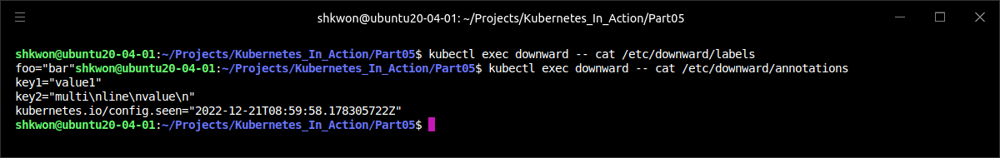 shkwon@ubuntu20-04-01: ~/Projects/Kubernetes_In_Action/Part05
shkwon@ubuntu20-04-01:~/Projects/Kubernetes_In_Action/Part05$ kubectl exec downward -- cat /etc/downward/labels
foo="bar"shkwon@ubuntu20-04-01:~/Projects/Kubernetes_In_Action/Part05$ kubectl exec downward -- cat /etc/downward/annotations
key1="value1"
key2="multi\nline\nvalue\n"
kubernetes.io/config.seen="2022-12-21T08:59:58.178305722Z"
shkwon@ubuntu20-04-01:~/Projects/Kubernetes_In_Action/Part05$